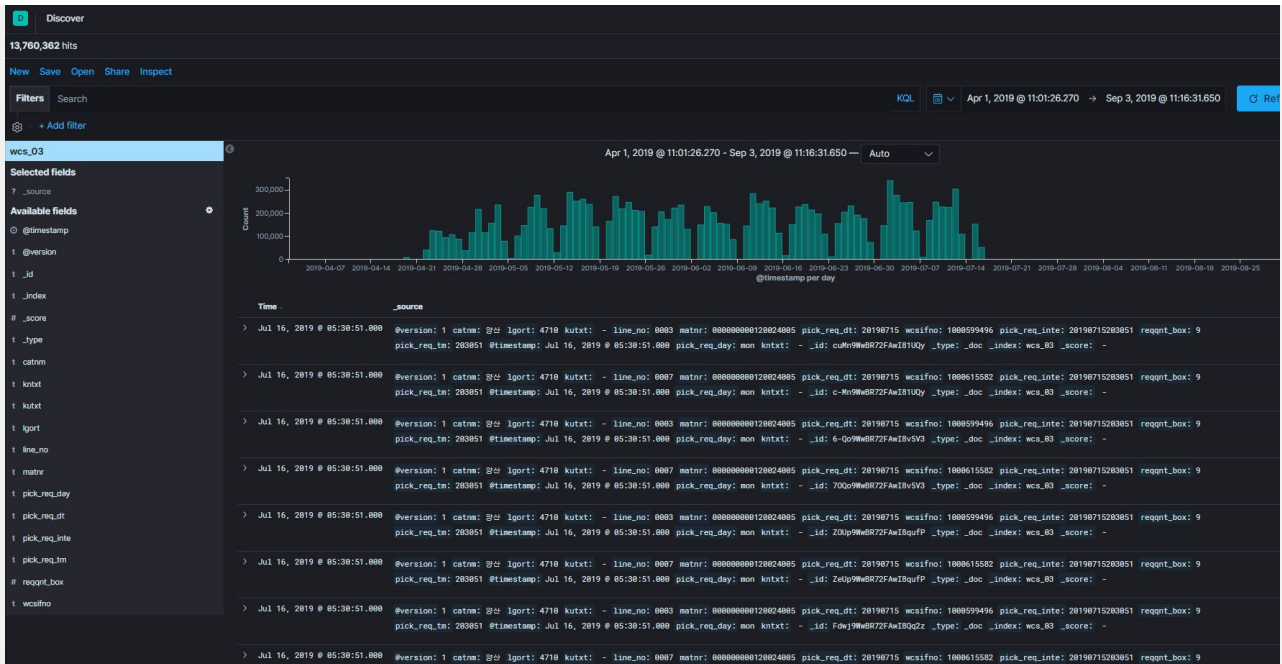 D Discover
13,760,362 hits
New Save Open Share Inspect
Filters Search KQL Apr 1, 2019 @ 11:01:26.270 → Sep 3, 2019 @ 11:16:31.650 Ref
+ Add filter
wcs_03
Selected fields
? _source
Available fields
@timestamp
t @version
t _id
t _index
# _score
t _type
t catnm
t kntxt
t kutxt
t lgort
t line_no
t matnr
t pick_req_day
t pick_req_dt
t pick_req_inte
t pick_req_tm
# reqqnt_box
t wcsifno
Apr 1, 2019 @ 11:01:26.270 - Sep 3, 2019 @ 11:16:31.650 — Auto
Count
300,000
200,000
100,000
0
2019-04-07 2019-04-14 2019-04-21 2019-04-28 2019-05-05 2019-05-12 2019-05-19 2019-05-26 2019-06-02 2019-06-09 2019-06-16 2019-06-23 2019-06-30 2019-07-07 2019-07-14 2019-07-21 2019-07-28 2019-08-04 2019-08-11 2019-08-18 2019-08-25
@timestamp per day
Time _source
Jul 16, 2019 @ 05:30:51.000 @version: 1 catnm: 양산 lgort: 4710 kutxt: - line_no: 0003 matnr: 000000000120024005 pick_req_dt: 20190715 wcsifno: 1000599496 pick_req_inte: 20190715203051 reqqnt_box: 9
pick_req_tm: 203051 @timestamp: Jul 16, 2019 @ 05:30:51.000 pick_req_day: mon kntxt: - _id: cuMn9WwBR72FAwI81UQy _type: _doc _index: wcs_03 _score: -
Jul 16, 2019 @ 05:30:51.000 @version: 1 catnm: 양산 lgort: 4710 kutxt: - line_no: 0007 matnr: 000000000120024005 pick_req_dt: 20190715 wcsifno: 1000615582 pick_req_inte: 20190715203051 reqqnt_box: 9
pick_req_tm: 203051 @timestamp: Jul 16, 2019 @ 05:30:51.000 pick_req_day: mon kntxt: - _id: c-Mn9WwBR72FAwI81UQy _type: _doc _index: wcs_03 _score: -
Jul 16, 2019 @ 05:30:51.000 @version: 1 catnm: 양산 lgort: 4710 kutxt: - line_no: 0003 matnr: 000000000120024005 pick_req_dt: 20190715 wcsifno: 1000599496 pick_req_inte: 20190715203051 reqqnt_box: 9
pick_req_tm: 203051 @timestamp: Jul 16, 2019 @ 05:30:51.000 pick_req_day: mon kntxt: - _id: 6-Qo9WwBR72FAwI8v5V3 _type: _doc _index: wcs_03 _score: -
Jul 16, 2019 @ 05:30:51.000 @version: 1 catnm: 양산 lgort: 4710 kutxt: - line_no: 0007 matnr: 000000000120024005 pick_req_dt: 20190715 wcsifno: 1000615582 pick_req_inte: 20190715203051 reqqnt_box: 9
pick_req_tm: 203051 @timestamp: Jul 16, 2019 @ 05:30:51.000 pick_req_day: mon kntxt: - _id: 7OQo9WwBR72FAwI8v5V3 _type: _doc _index: wcs_03 _score: -
Jul 16, 2019 @ 05:30:51.000 @version: 1 catnm: 양산 lgort: 4710 kutxt: - line_no: 0003 matnr: 000000000120024005 pick_req_dt: 20190715 wcsifno: 1000599496 pick_req_inte: 20190715203051 reqqnt_box: 9
pick_req_tm: 203051 @timestamp: Jul 16, 2019 @ 05:30:51.000 pick_req_day: mon kntxt: - _id: ZOUp9WwBR72FAwI8qufP _type: _doc _index: wcs_03 _score: -
Jul 16, 2019 @ 05:30:51.000 @version: 1 catnm: 양산 lgort: 4710 kutxt: - line_no: 0007 matnr: 000000000120024005 pick_req_dt: 20190715 wcsifno: 1000615582 pick_req_inte: 20190715203051 reqqnt_box: 9
pick_req_tm: 203051 @timestamp: Jul 16, 2019 @ 05:30:51.000 pick_req_day: mon kntxt: - _id: ZeUp9WwBR72FAwI8qufP _type: _doc _index: wcs_03 _score: -
Jul 16, 2019 @ 05:30:51.000 @version: 1 catnm: 양산 lgort: 4710 kutxt: - line_no: 0003 matnr: 000000000120024005 pick_req_dt: 20190715 wcsifno: 1000599496 pick_req_inte: 20190715203051 reqqnt_box: 9
pick_req_tm: 203051 @timestamp: Jul 16, 2019 @ 05:30:51.000 pick_req_day: mon kntxt: - _id: Fdwj9WwBR72FAwI8Qq2z _type: _doc _index: wcs_03 _score: -
Jul 16, 2019 @ 05:30:51.000 @version: 1 catnm: 양산 lgort: 4710 kutxt: - line_no: 0007 matnr: 000000000120024005 pick_req_dt: 20190715 wcsifno: 1000615582 pick_req_inte: 20190715203051 reqqnt_box: 9